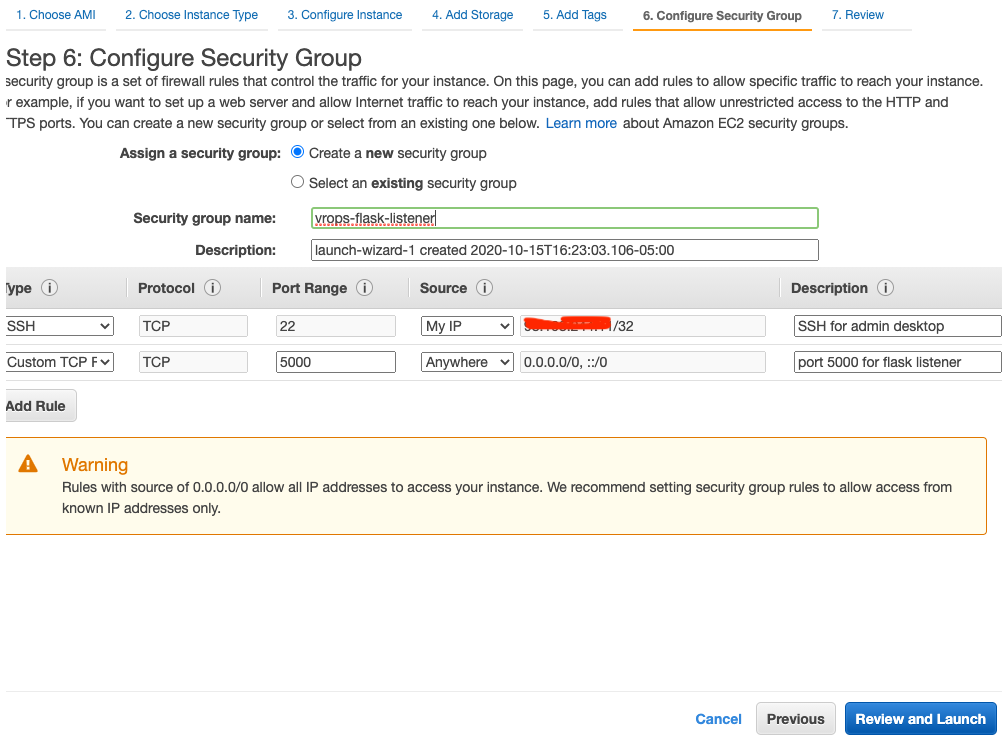 1. Choose AMI 2. Choose Instance Type 3. Configure Instance 4. Add Storage 5. Add Tags 6. Configure Security Group 7. Review
Step 6: Configure Security Group
security group is a set of firewall rules that control the traffic for your instance. On this page, you can add rules to allow specific traffic to reach your instance.
r example, if you want to set up a web server and allow Internet traffic to reach your instance, add rules that allow unrestricted access to the HTTP and
TPS ports. You can create a new security group or select from an existing one below. Learn more about Amazon EC2 security groups.
Assign a security group: Create a new security group
Select an existing security group
Security group name: vrops-flask-listener
Description: launch-wizard-1 created 2020-10-15T16:23:03.106-05:00
ype i Protocol i Port Range i Source i Description i
SSH TCP 22 My IP /32 SSH for admin desktop
Custom TCP F TCP 5000 Anywhere 0.0.0.0/0, ::/0 port 5000 for flask listener
Add Rule
Warning
Rules with source of 0.0.0.0/0 allow all IP addresses to access your instance. We recommend setting security group rules to allow access from
known IP addresses only.
Cancel Previous Review and Launch